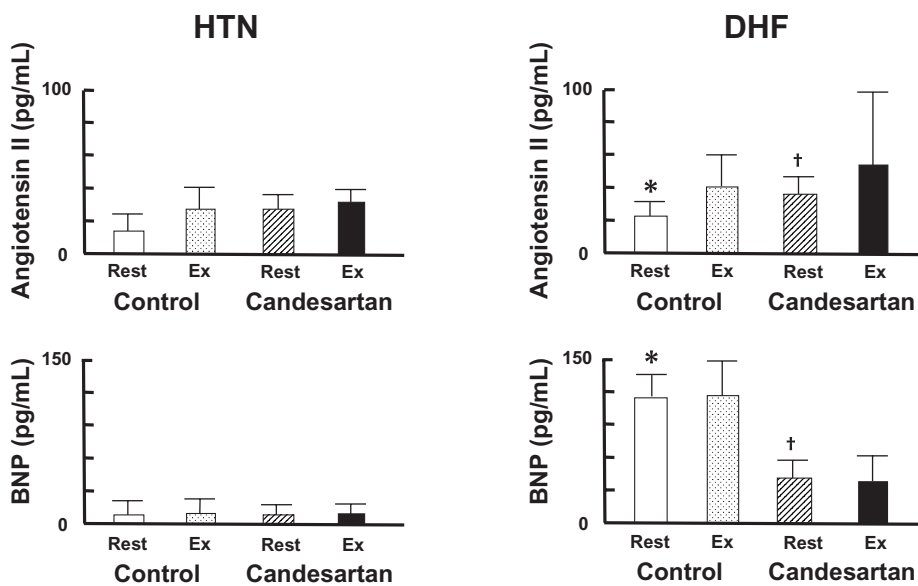 HTN
DHF
Angiotensin II (pg/mL)
100
0
Rest Ex Rest Ex
Control Candesartan
Angiotensin II (pg/mL)
100
0
*
†
Rest Ex Rest Ex
Control Candesartan
BNP (pg/mL)
150
0
Rest Ex Rest Ex
Control Candesartan
BNP (pg/mL)
150
0
*
†
Rest Ex Rest Ex
Control Candesartan